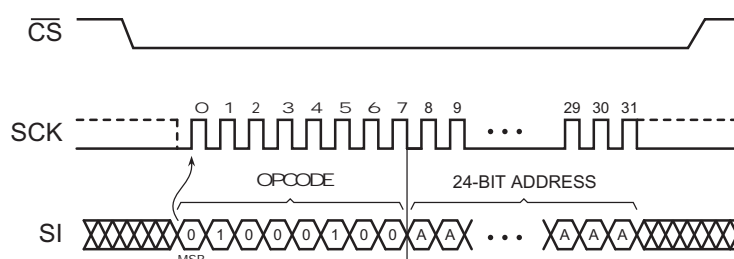 CS
0 1 2 3 4 5 6 7 8 9 29 30 31
SCK
• • •
OPCODE 24-BIT ADDRESS
SI 0 1 0 0 0 1 0 0 A A • • • A A A
MSB